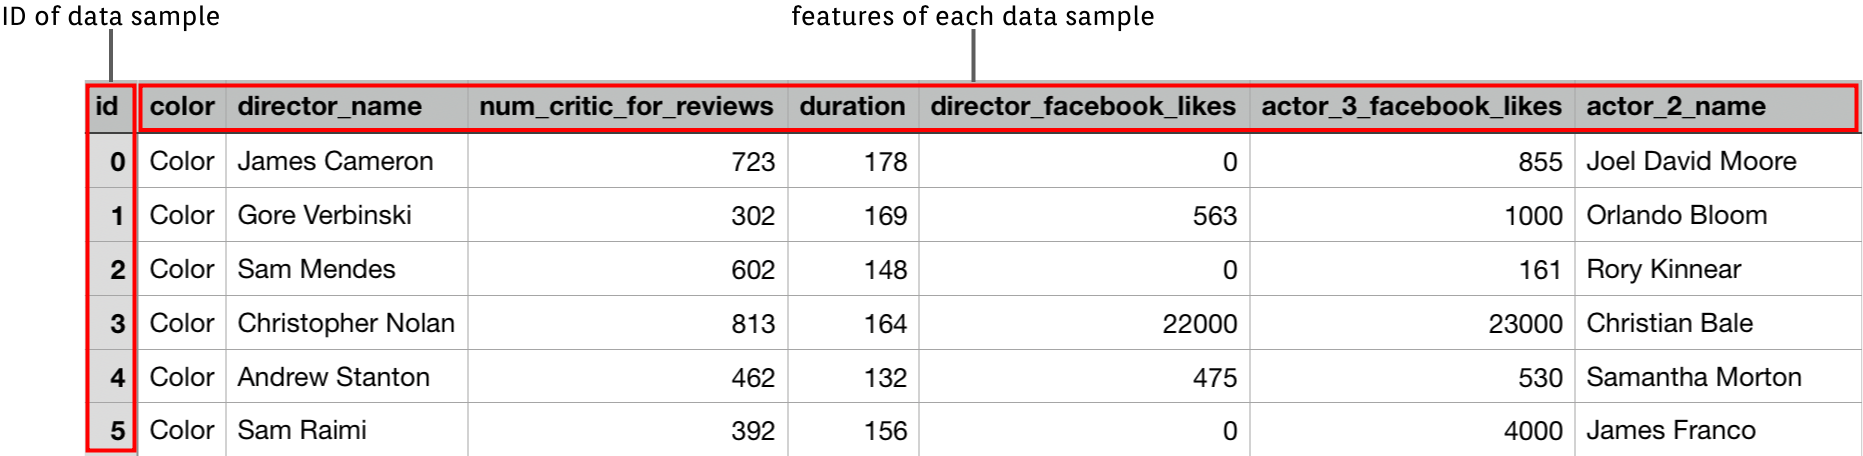 ID of data sample features of each data sample
id color director_name num_critic_for_reviews duration director_facebook_likes actor_3_facebook_likes actor_2_name
0 Color James Cameron 723 178 0 855 Joel David Moore
1 Color Gore Verbinski 302 169 563 1000 Orlando Bloom
2 Color Sam Mendes 602 148 0 161 Rory Kinnear
3 Color Christopher Nolan 813 164 22000 23000 Christian Bale
4 Color Andrew Stanton 462 132 475 530 Samantha Morton
5 Color Sam Raimi 392 156 0 4000 James Franco